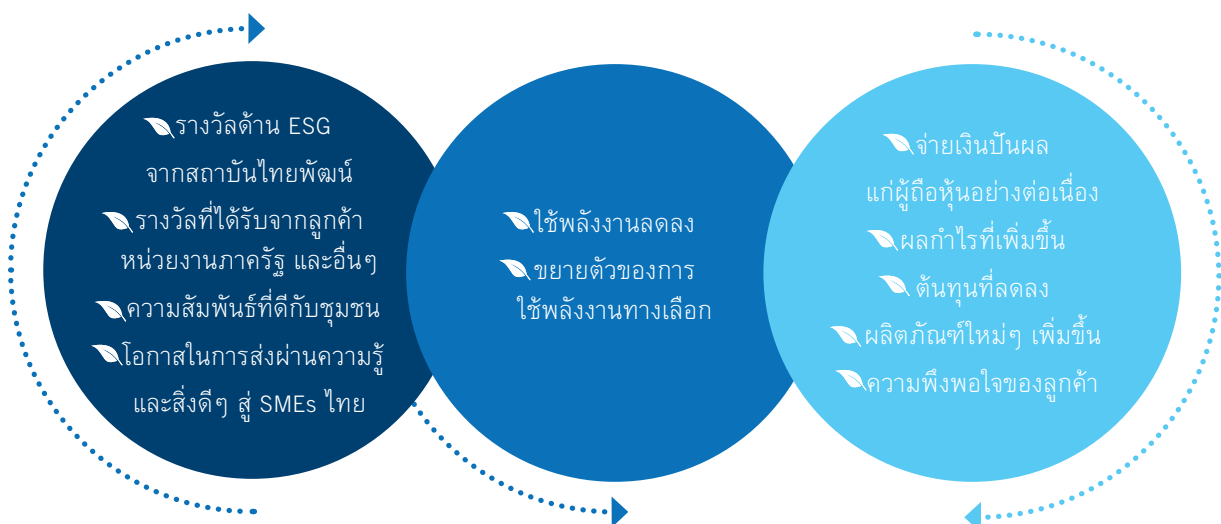 รางวัลด้าน ESG
จากสถาบันไทยพัฒน์
รางวัลที่ได้รับจากลูกค้า
หน่วยงานภาครัฐ และอื่นๆ
ความสัมพันธ์ที่ดีกับชุมชน
โอกาสในการส่งผ่านความรู้
และสิ่งดีๆ สู่ SMEs ไทย
ใช้พลังงานลดลง
ขยายตัวของการ
ใช้พลังงานทางเลือก
จ่ายเงินปันผล
แก่ผู้ถือหุ้นอย่างต่อเนื่อง
ผลกำไรที่เพิ่มขึ้น
ต้นทุนที่ลดลง
ผลิตภัณฑ์ใหม่ๆ เพิ่มขึ้น
ความพึงพอใจของลูกค้า